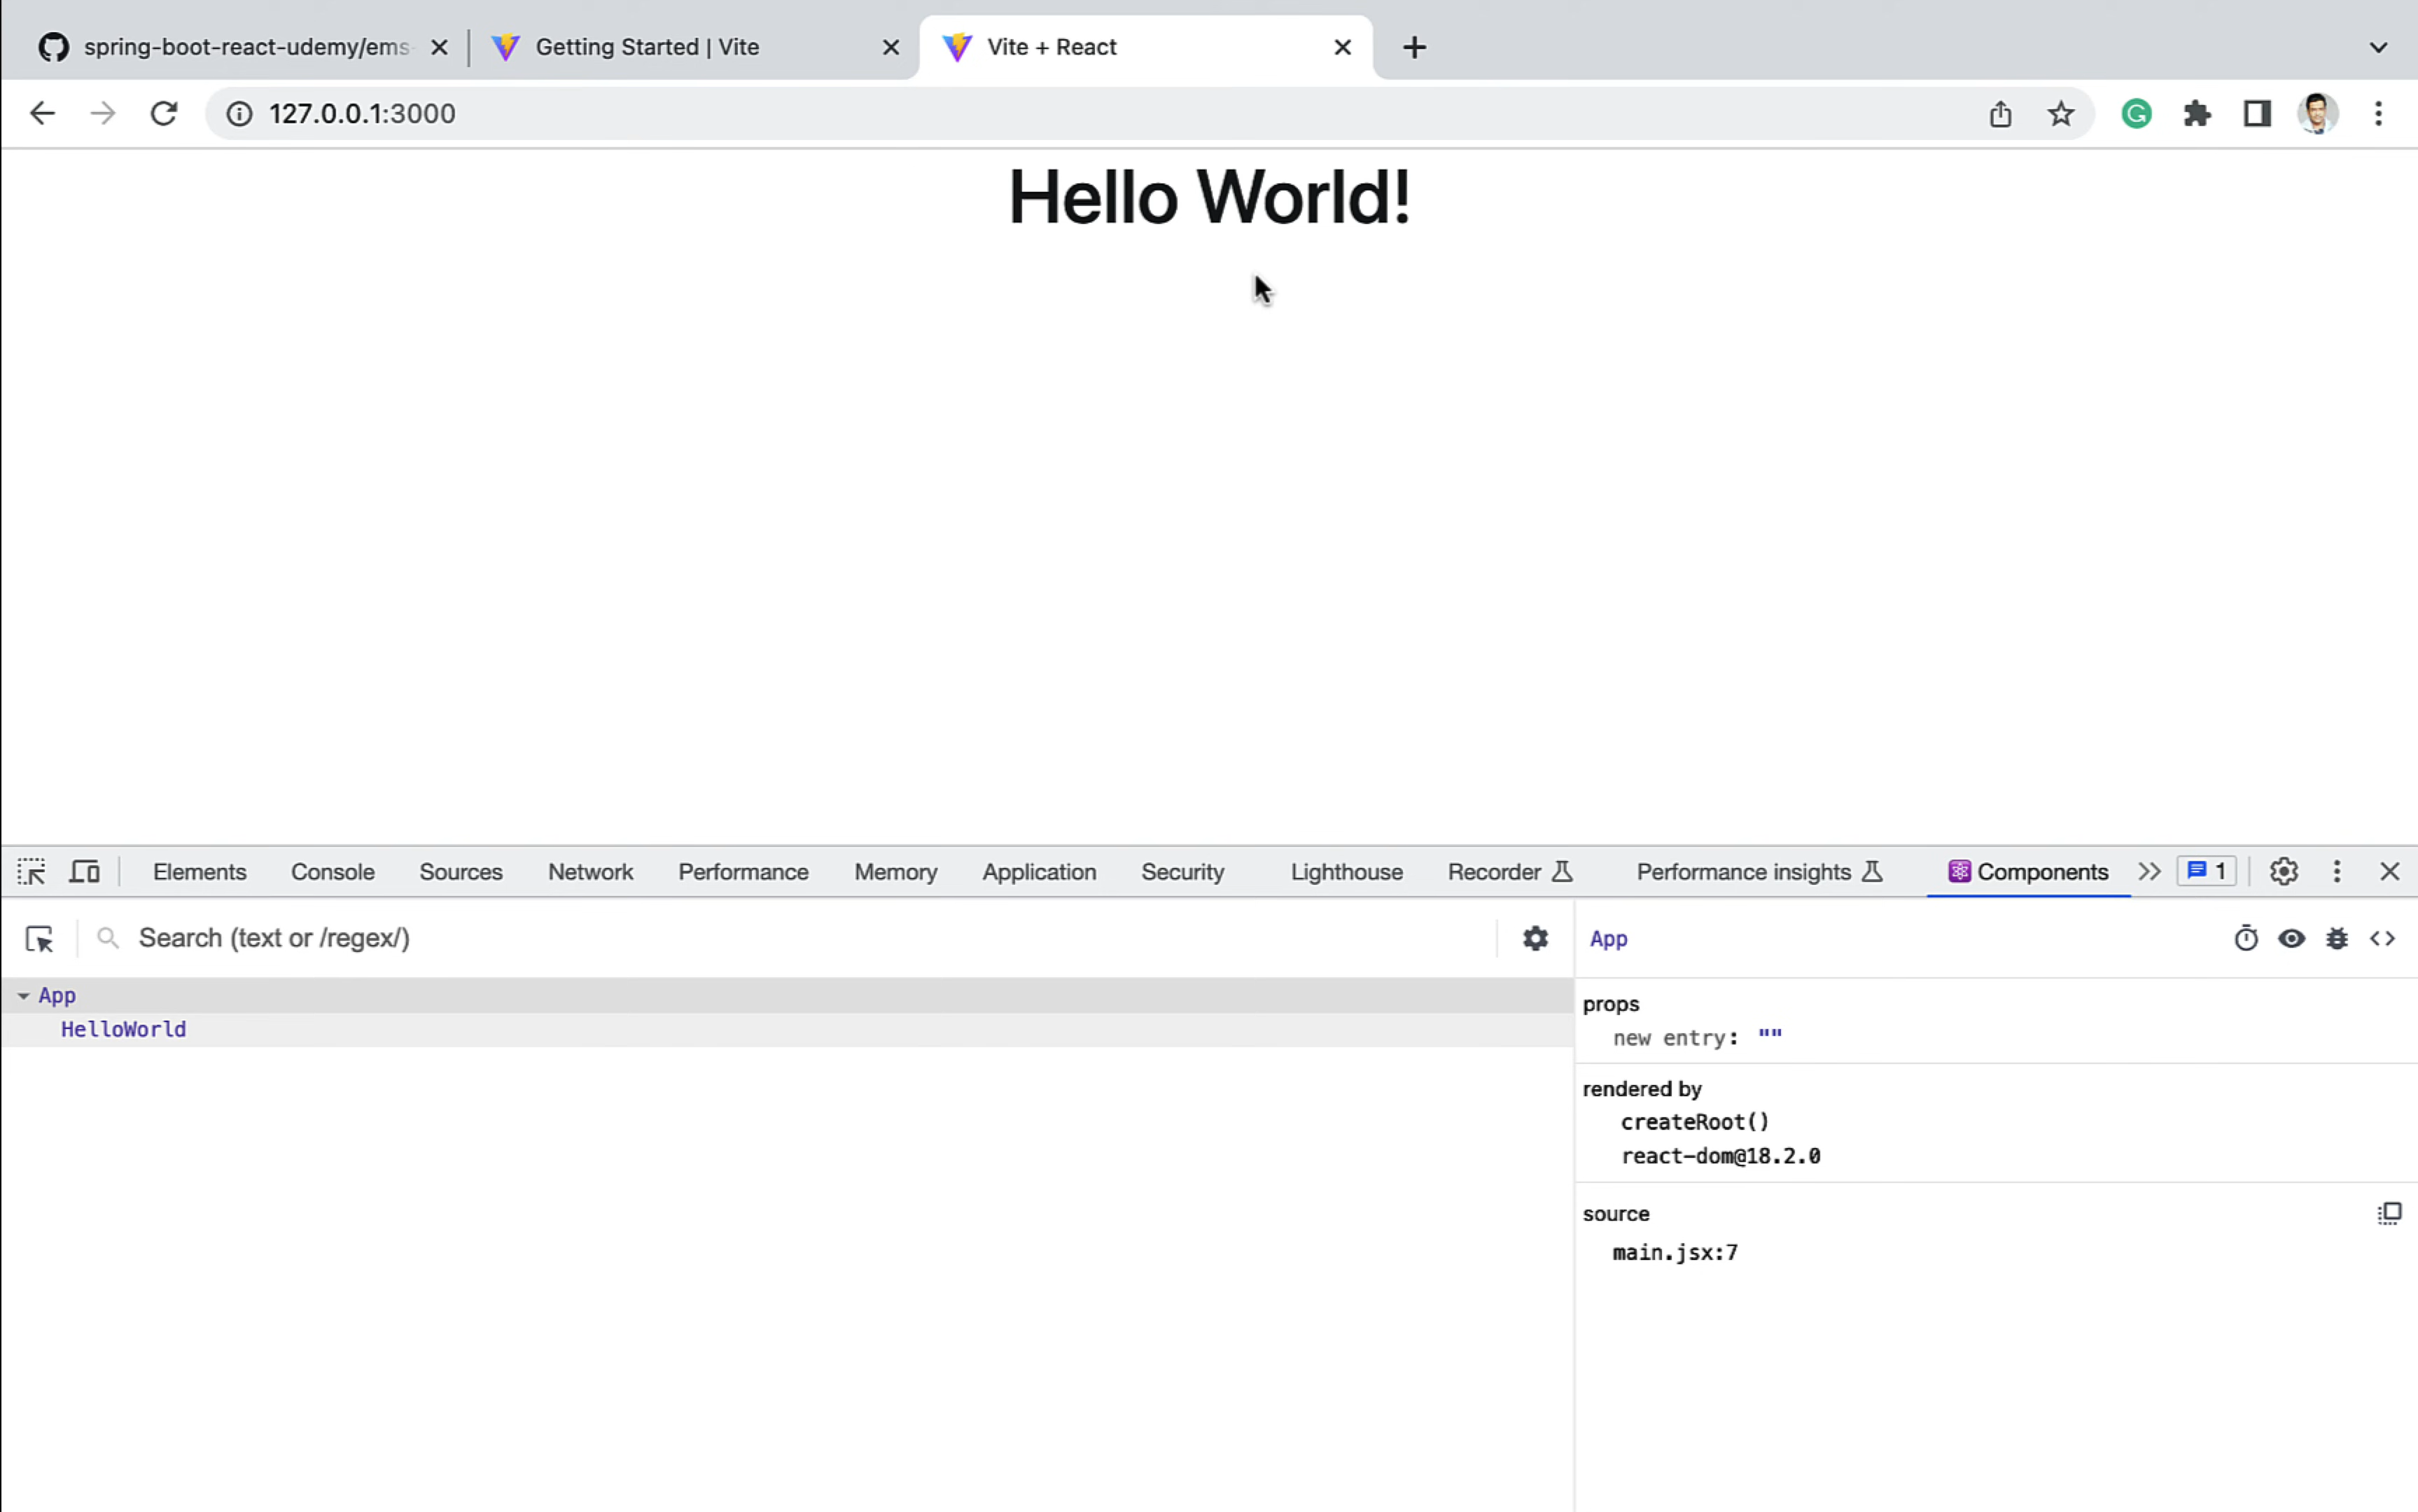 spring-boot-react-udemy/ems
Getting Started | Vite
Vite + React
127.0.0.1:3000
Hello World!
Elements
Console
Sources
Network
Performance
Memory
Application
Security
Lighthouse
Recorder
Performance insights
Components
1
Search (text or /regex/)
App
HelloWorld
App
props
new entry: ""
rendered by
createRoot()
react-dom@18.2.0
source
main.jsx:7